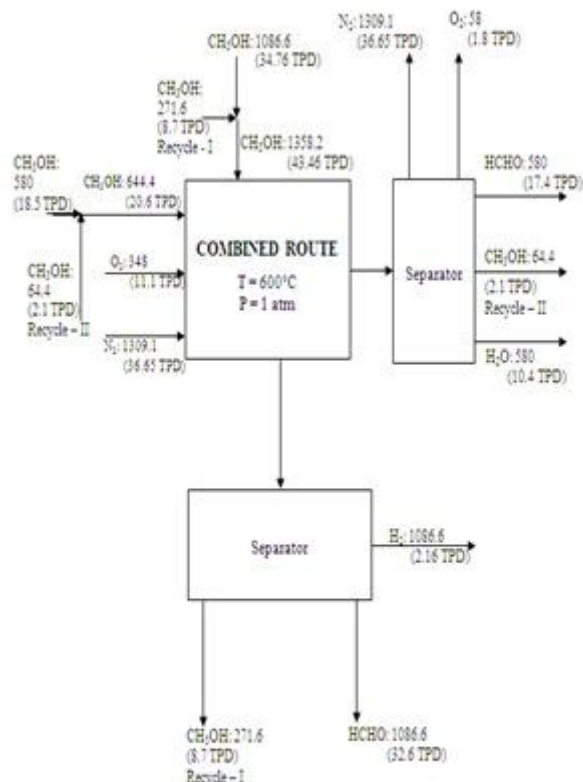 N₂: 1309.1
(36.65 TPD)
O₂: 58
(1.8 TPD)
CH₃OH: 1086.6
(34.76 TPD)
CH₃OH:
271.6
(8.7 TPD)
Recycle - I
CH₃OH: 1358.2
(43.46 TPD)
CH₃OH:
580
(18.5 TPD)
CH₃OH: 644.4
(20.6 TPD)
O₂: 348
(11.1 TPD)
CH₃OH:
64.4
(2.1 TPD)
Recycle – II
N₂: 1309.1
(36.65 TPD)
COMBINED ROUTE
T = 600°C
P = 1 atm
Separator
HCHO: 580
(17.4 TPD)
CH₃OH: 64.4
(2.1 TPD)
Recycle – II
H₂O: 580
(10.4 TPD)
Separator
H₂: 1086.6
(2.16 TPD)
CH₃OH: 271.6
(8.7 TPD)
Recycle – I
HCHO: 1086.6
(32.6 TPD)